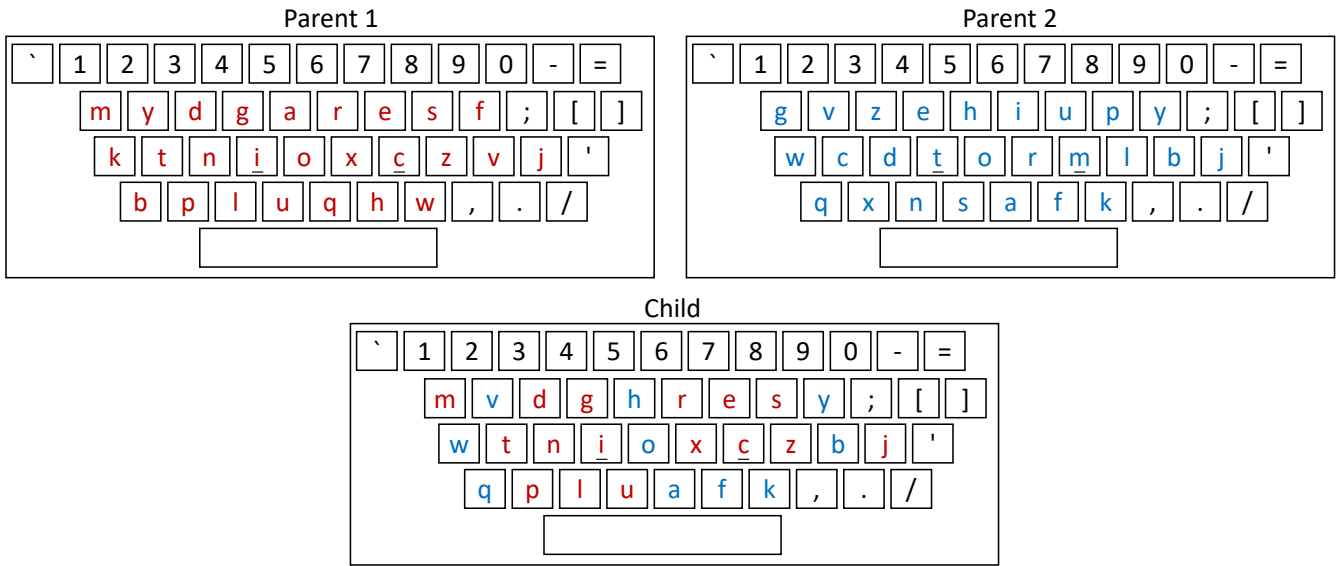 Parent 1
` 1 2 3 4 5 6 7 8 9 0 - =
m y d g a r e s f ; [ ]
k t n i o x c z v j '
b p l u q h w , . /
Parent 2
` 1 2 3 4 5 6 7 8 9 0 - =
g v z e h i u p y ; [ ]
w c d t o r m l b j '
q x n s a f k , . /
Child
` 1 2 3 4 5 6 7 8 9 0 - =
m v d g h r e s y ; [ ]
w t n i o x c z b j '
q p l u a f k , . /